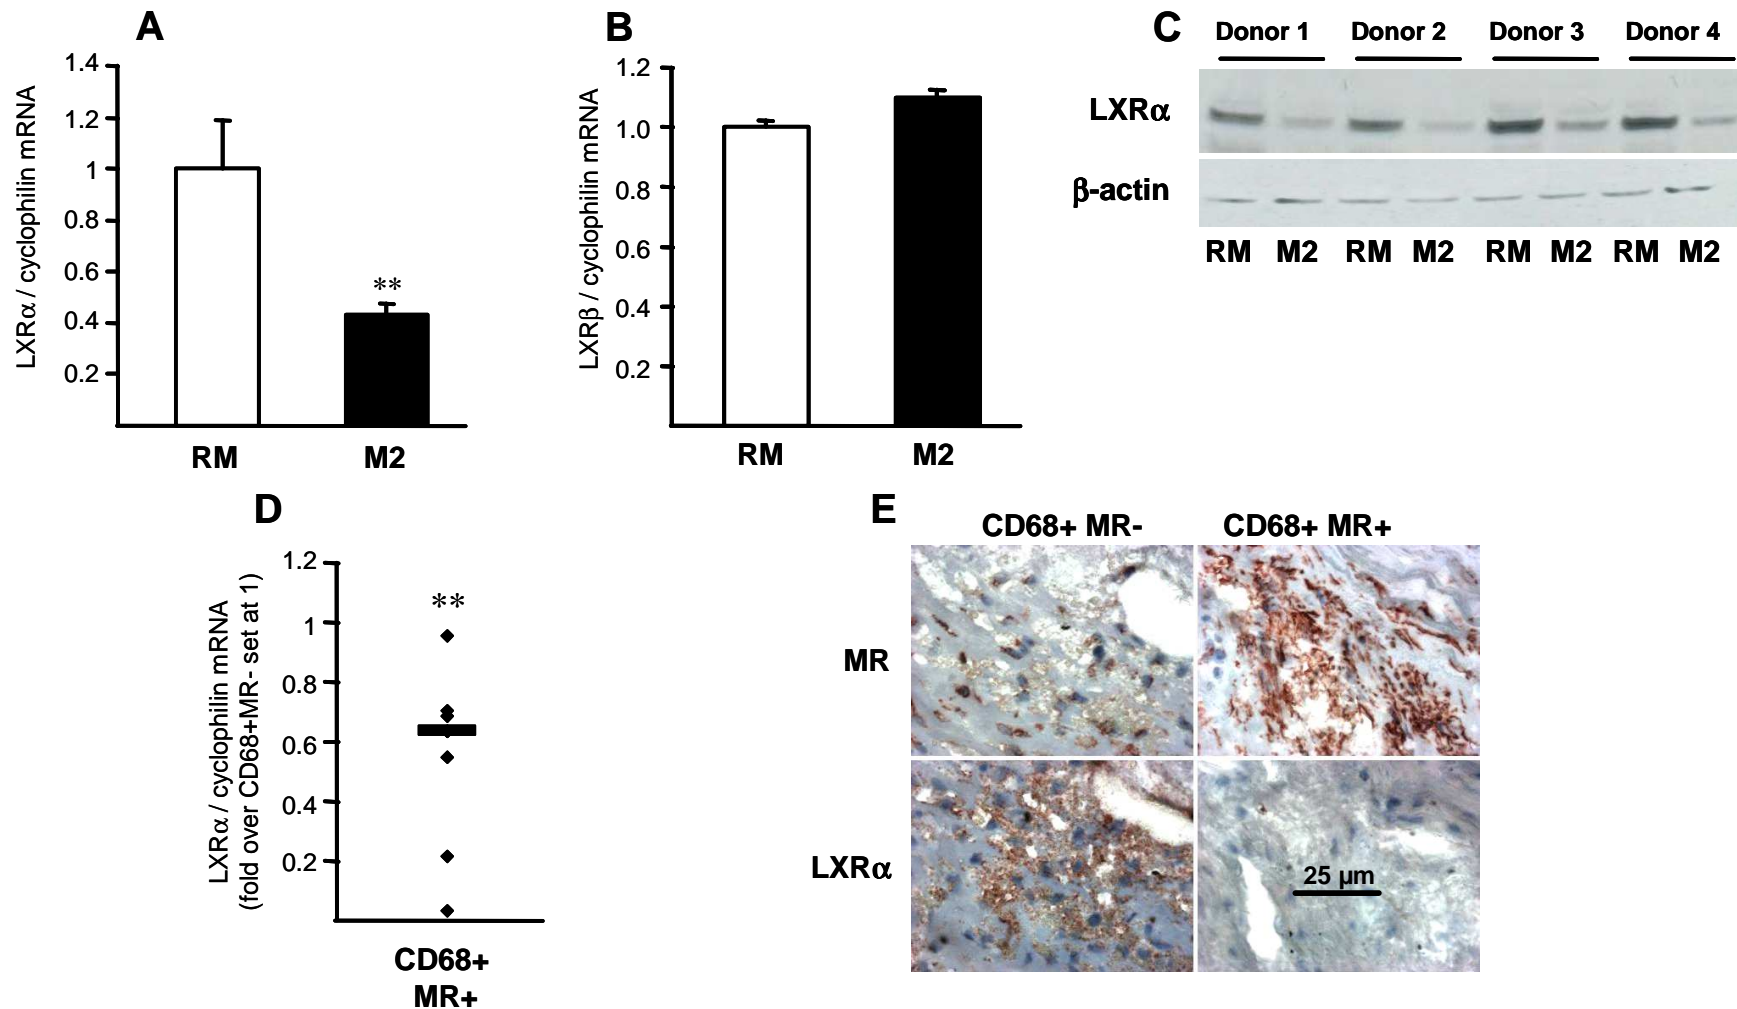 A
LXRα / cyclophilin mRNA
1.4
1.2
1
0.8
0.6
0.4
0.2
**
RM
M2
B
LXRβ / cyclophilin mRNA
1.2
1.0
0.8
0.6
0.4
0.2
RM
M2
C
Donor 1 Donor 2 Donor 3 Donor 4
LXRα
β-actin
RM M2 RM M2 RM M2 RM M2
D
LXRα / cyclophilin mRNA
(fold over CD68+MR- set at 1)
1.2
1
0.8
0.6
0.4
0.2
**
CD68+
MR+
E
CD68+ MR- CD68+ MR+
MR
LXRα
25 µm